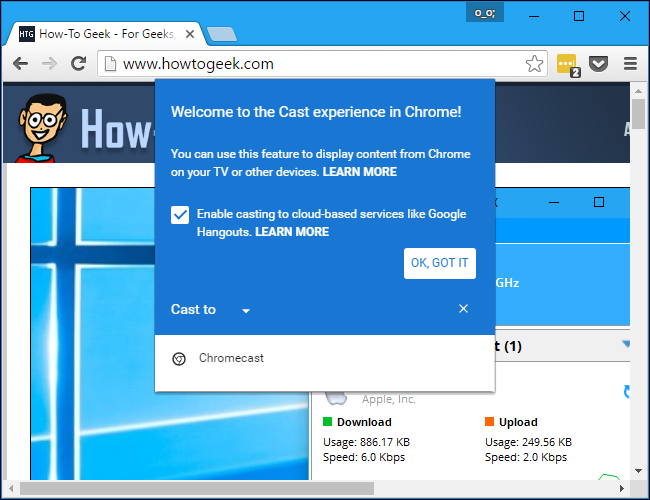 o_o;
HTG How-To Geek - For Geeks,
www.howtogeek.com
2
How-
A
Welcome to the Cast experience in Chrome!
You can use this feature to display content from Chrome
on your TV or other devices. LEARN MORE
Enable casting to cloud-based services like Google
Hangouts. LEARN MORE
OK, GOT IT
GHz
Cast to
t (1)
Chromecast
Apple, Inc.
Download
Upload
Usage: 886.17 KB
Usage: 249.56 KB
Speed: 6.0 Kbps
Speed: 2.0 Kbps